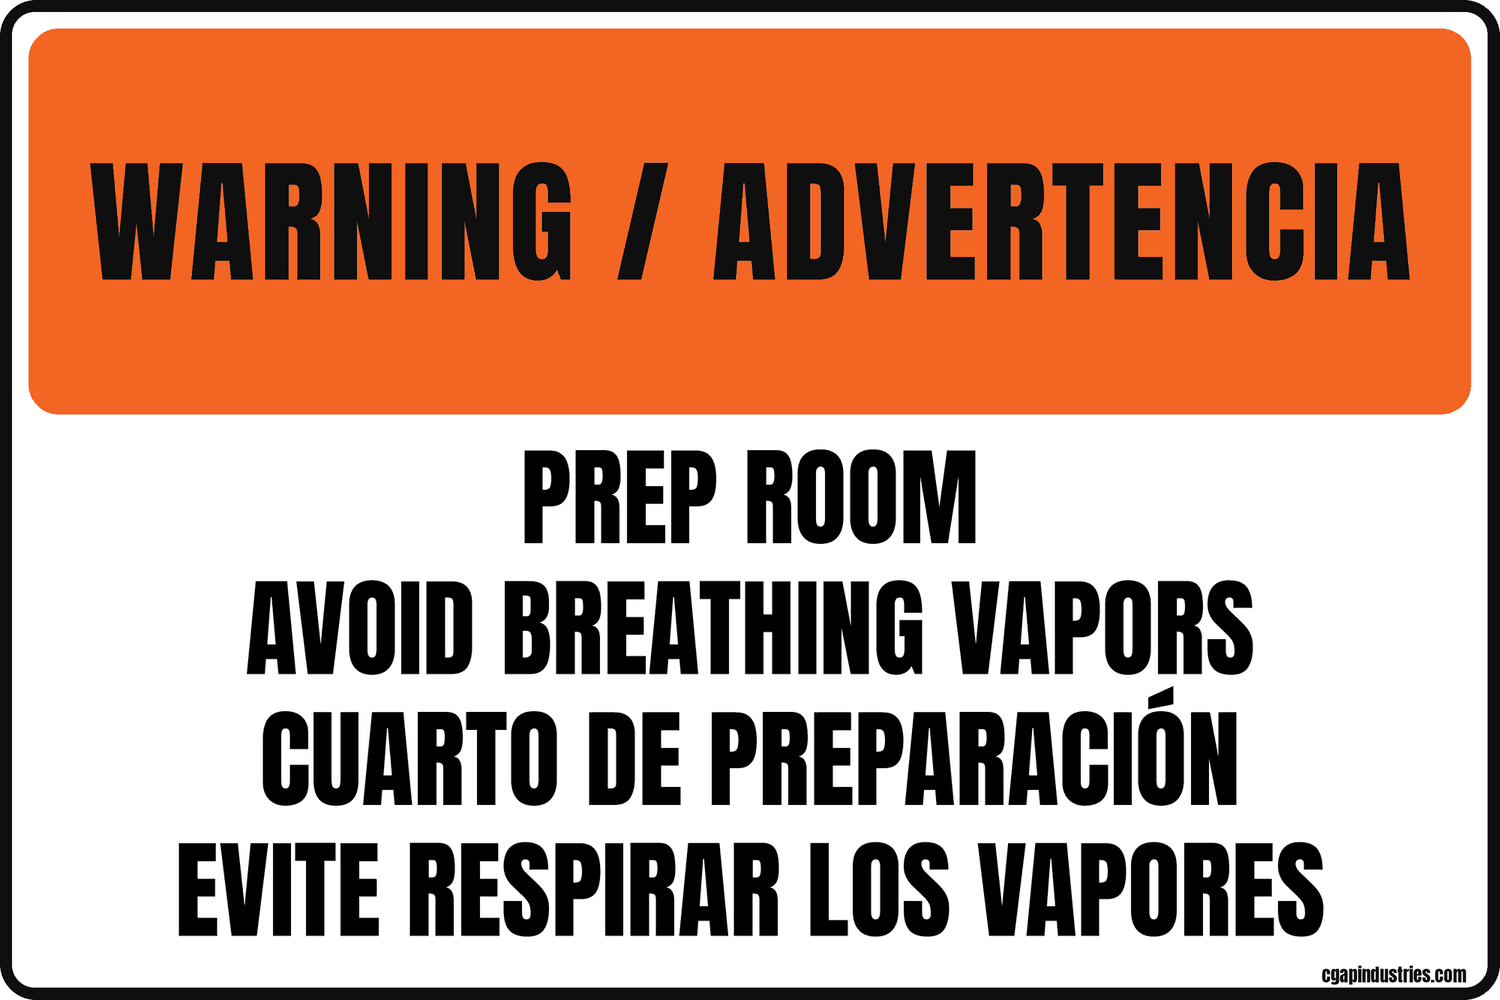 WARNING / ADVERTENCIA
PREP ROOM
AVOID BREATHING VAPORS
CUARTO DE PREPARACIÓN
EVITE RESPIRAR LOS VAPORES
cgapindustries.com